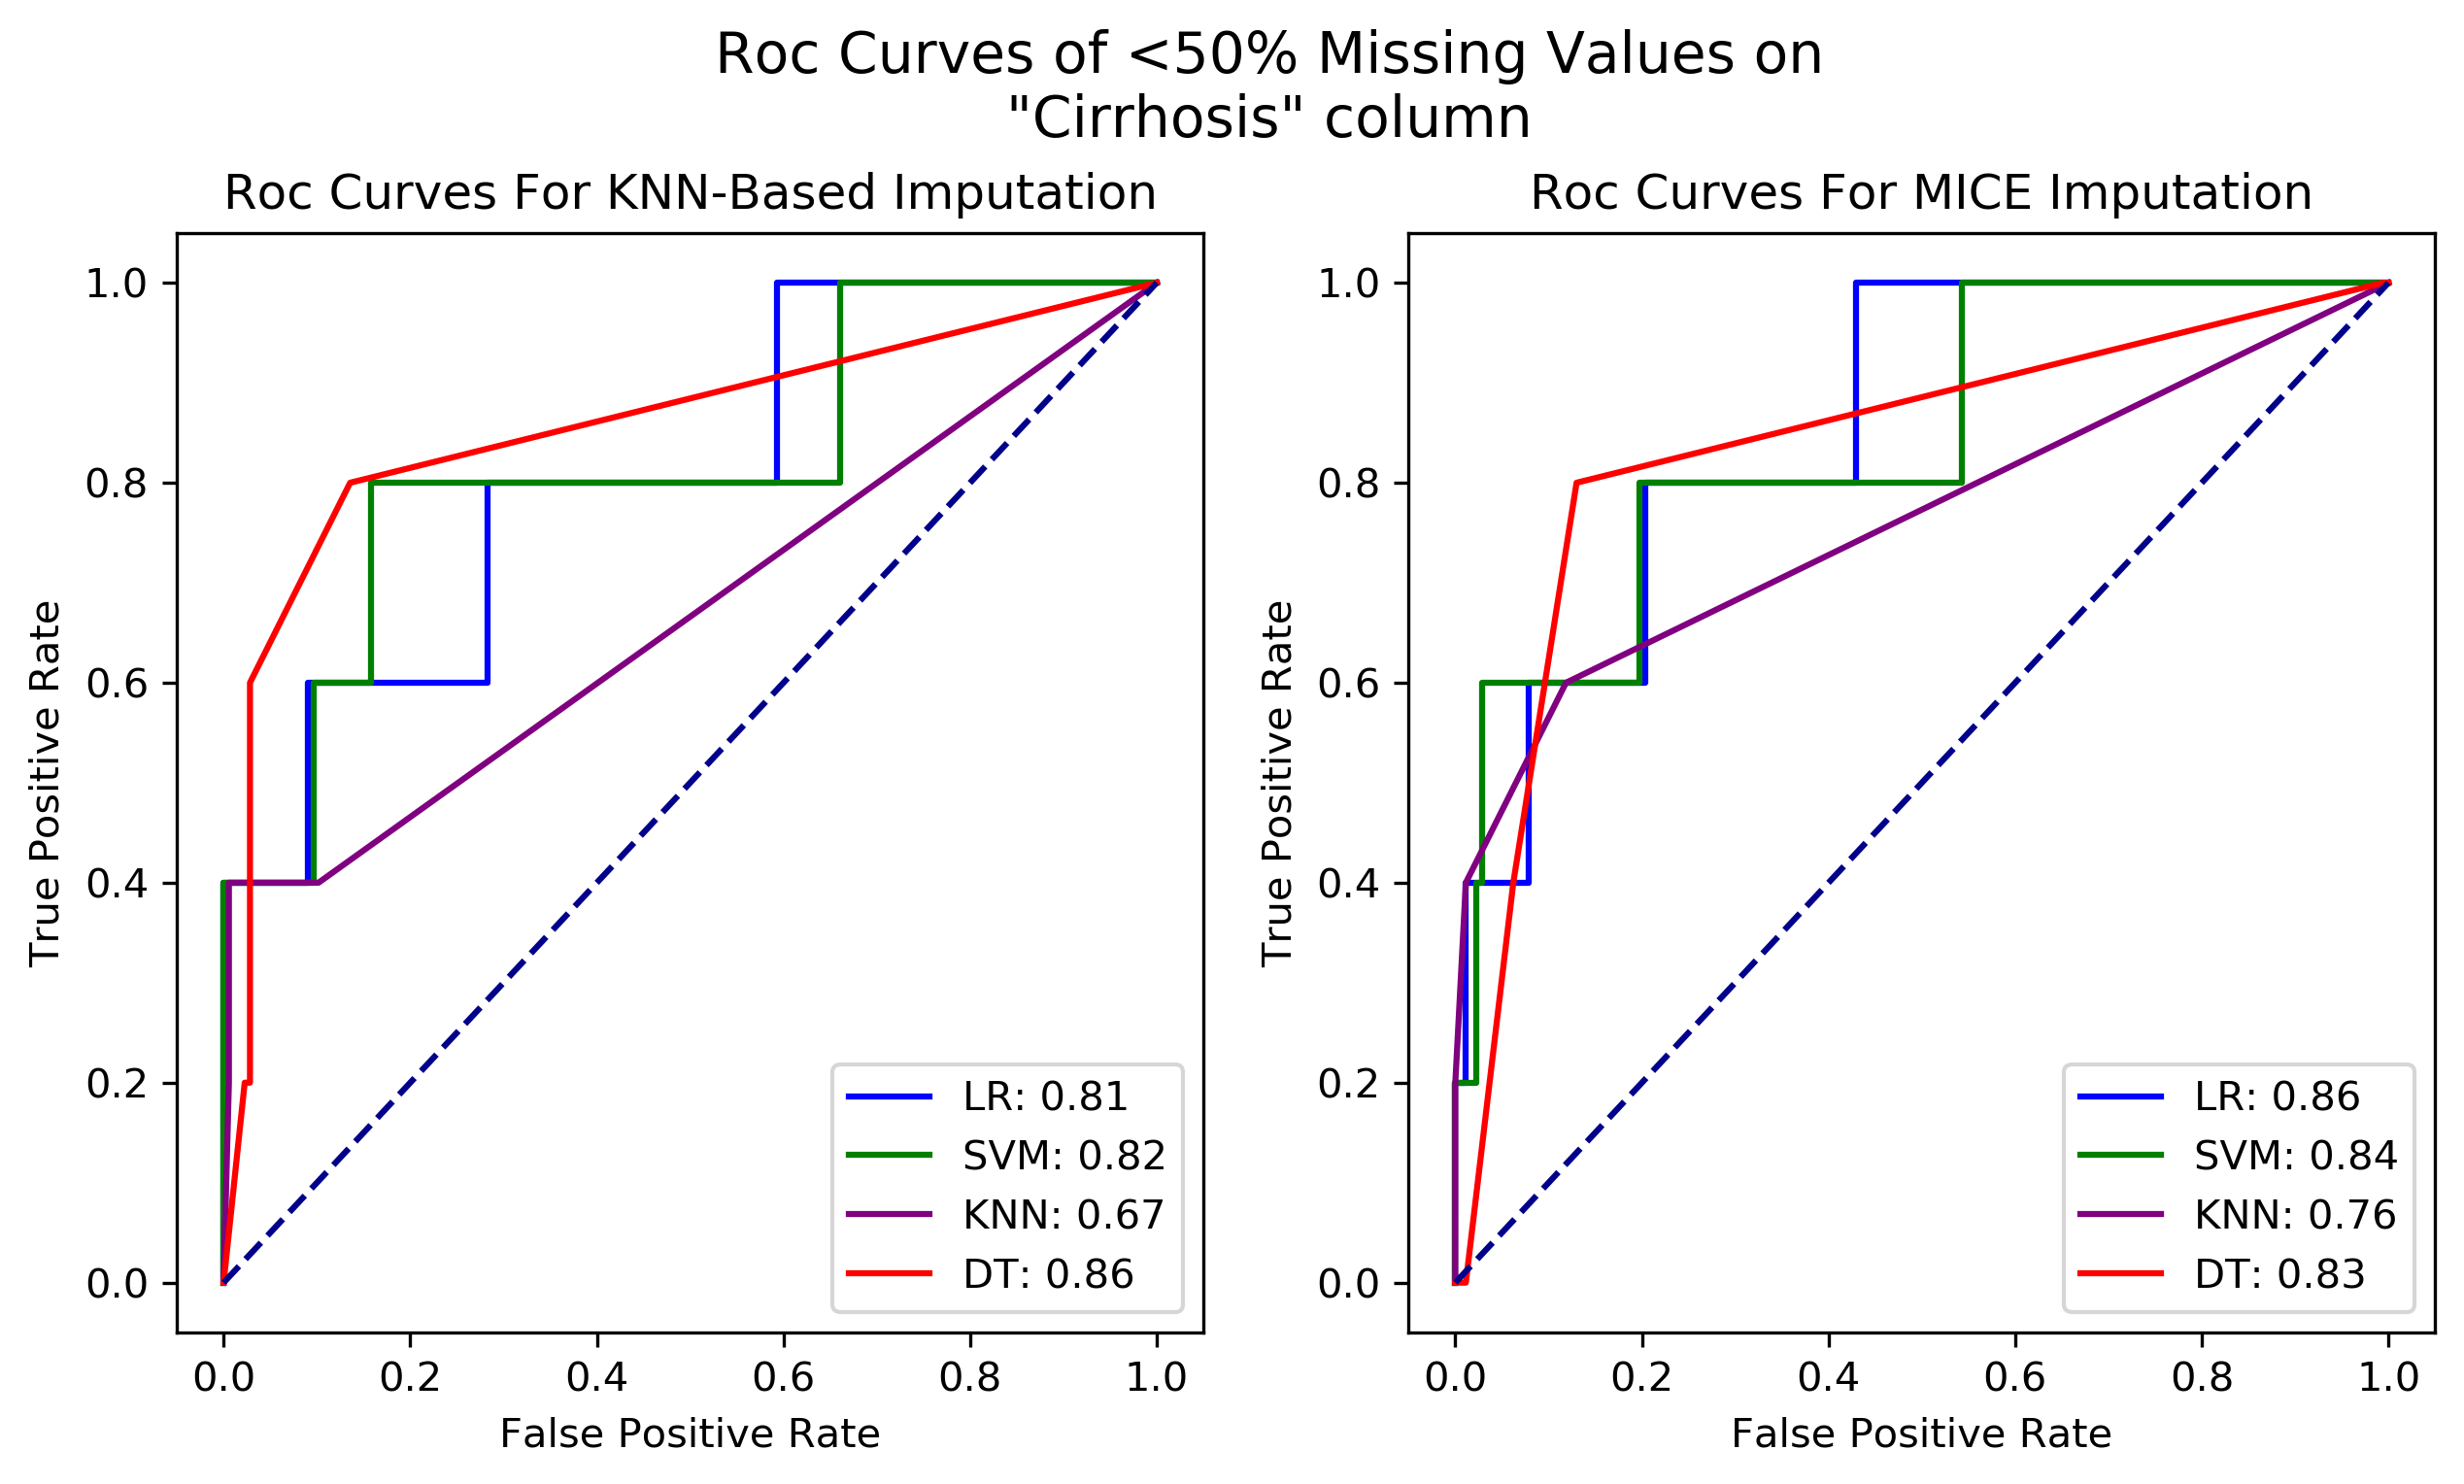 Roc Curves of <50% Missing Values on
"Cirrhosis" column
Roc Curves For KNN-Based Imputation
True Positive Rate
1.0
0.8
0.6
0.4
0.2
0.0
LR: 0.81
SVM: 0.82
KNN: 0.67
DT: 0.86
0.0 0.2 0.4 0.6 0.8 1.0
False Positive Rate
Roc Curves For MICE Imputation
True Positive Rate
1.0
0.8
0.6
0.4
0.2
0.0
LR: 0.86
SVM: 0.84
KNN: 0.76
DT: 0.83
0.0 0.2 0.4 0.6 0.8 1.0
False Positive Rate